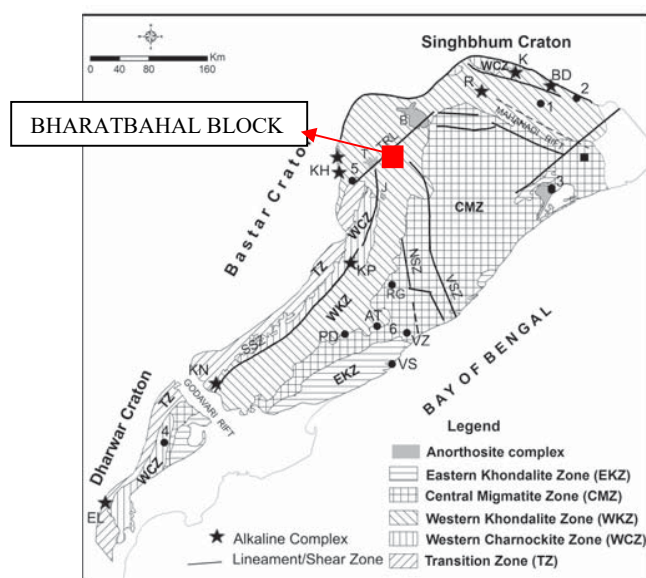 Singhbhum Craton
Km
0 40 80 160
K
WCZ
BD
R
1
2
MAHANADI RIFT
B
BHARATBAHAL BLOCK
T
RL
KH
5
J
3
Bastar Craton
CMZ
WCZ
TZ
KP
NSZ
VSZ
RG
WKZ
AT
6
PD
VZ
SSZ
EKZ
VS
KN
BAY OF BENGAL
GODAVARI RIFT
Dharwar Craton
TZ
4
WCZ
EL
Legend
Anorthosite complex
Eastern Khondalite Zone (EKZ)
Central Migmatite Zone (CMZ)
Western Khondalite Zone (WKZ)
Western Charnockite Zone (WCZ)
Transition Zone (TZ)
Alkaline Complex
Lineament/Shear Zone